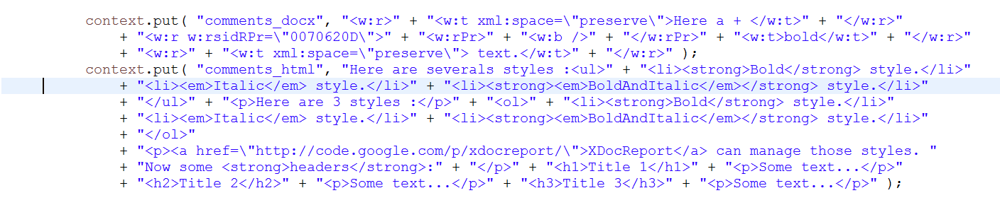 context.put( "comments_docx", "<w:r>" + "<w:t xml:space=\"preserve\">Here a + </w:t>" + "</w:r>"
+ "<w:r w:rsidRPr=\"0070620D\">" + "<w:rPr>" + "<w:b />" + "</w:rPr>" + "<w:t>bold</w:t>" + "</w:r>"
+ "<w:r>" + "<w:t xml:space=\"preserve\"> text.</w:t>" + "</w:r>" );
context.put( "comments_html", "Here are severals styles :<ul>" + "<li><strong>Bold</strong> style.</li>"
+ "<li><em>Italic</em> style.</li>" + "<li><strong><em>BoldAndItalic</em></strong> style.</li>"
+ "</ul>" + "<p>Here are 3 styles :</p>" + "<ol>" + "<li><strong>Bold</strong> style.</li>"
+ "<li><em>Italic</em> style.</li>" + "<li><strong><em>BoldAndItalic</em></strong> style.</li>"
+ "</ol>"
+ "<p><a href=\"http://code.google.com/p/xdocreport/\">XDocReport</a> can manage those styles. "
+ "Now some <strong>headers</strong>:" + "</p>" + "<h1>Title 1</h1>" + "<p>Some text...</p>"
+ "<h2>Title 2</h2>" + "<p>Some text...</p>" + "<h3>Title 3</h3>" + "<p>Some text...</p>" );